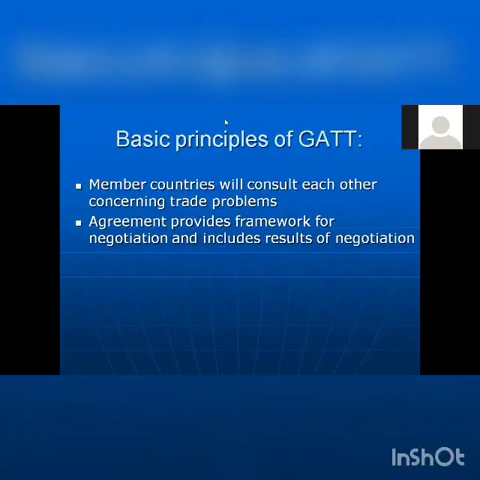 Basic principles of GATT:
▪ Member countries will consult each other
concerning trade problems
▪ Agreement provides framework for
negotiation and includes results of negotiation
InShOt